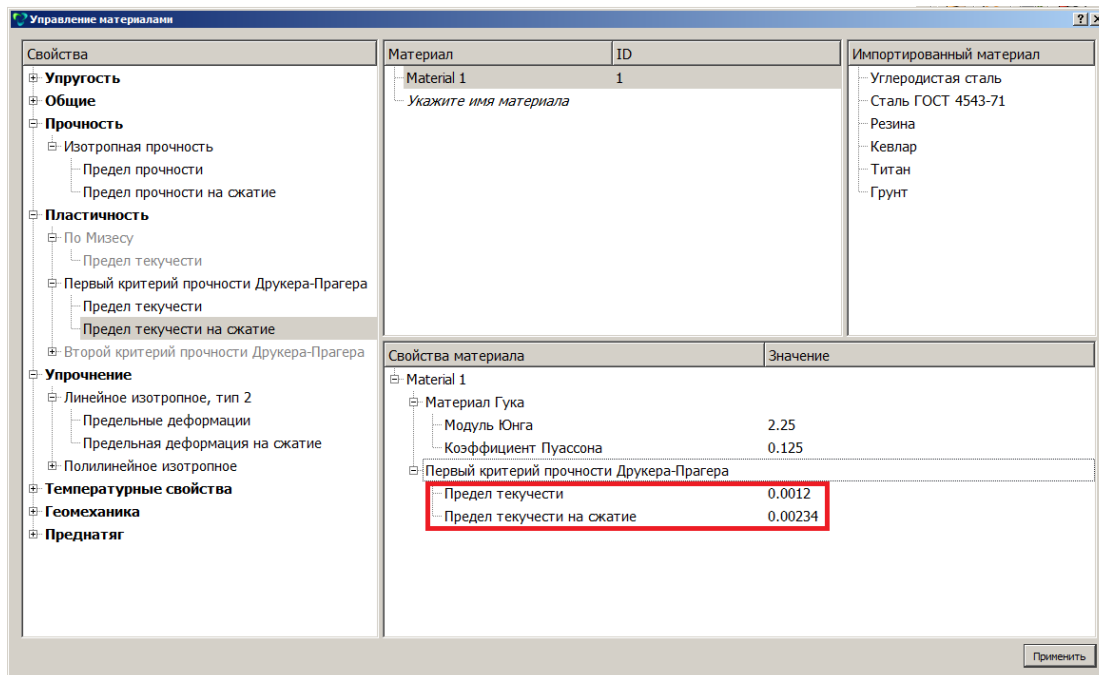 Управление материалами
Свойства
Упругость
Общие
Прочность
Изотропная прочность
Предел прочности
Предел прочности на сжатие
Пластичность
По Мизесу
Предел текучести
Первый критерий прочности Друкера-Прагера
Предел текучести
Предел текучести на сжатие
Второй критерий прочности Друкера-Прагера
Упрочнение
Линейное изотропное, тип 2
Предельные деформации
Предельная деформация на сжатие
Полилинейное изотропное
Температурные свойства
Геомеханика
Преднатяг
Материал ID
Material 1 1
Укажите имя материала
Импортированный материал
Углеродистая сталь
Сталь ГОСТ 4543-71
Резина
Кевлар
Титан
Грунт
Свойства материала Значение
Material 1
Материал Гука
Модуль Юнга 2.25
Коэффициент Пуассона 0.125
Первый критерий прочности Друкера-Прагера
Предел текучести 0.0012
Предел текучести на сжатие 0.00234
Применить